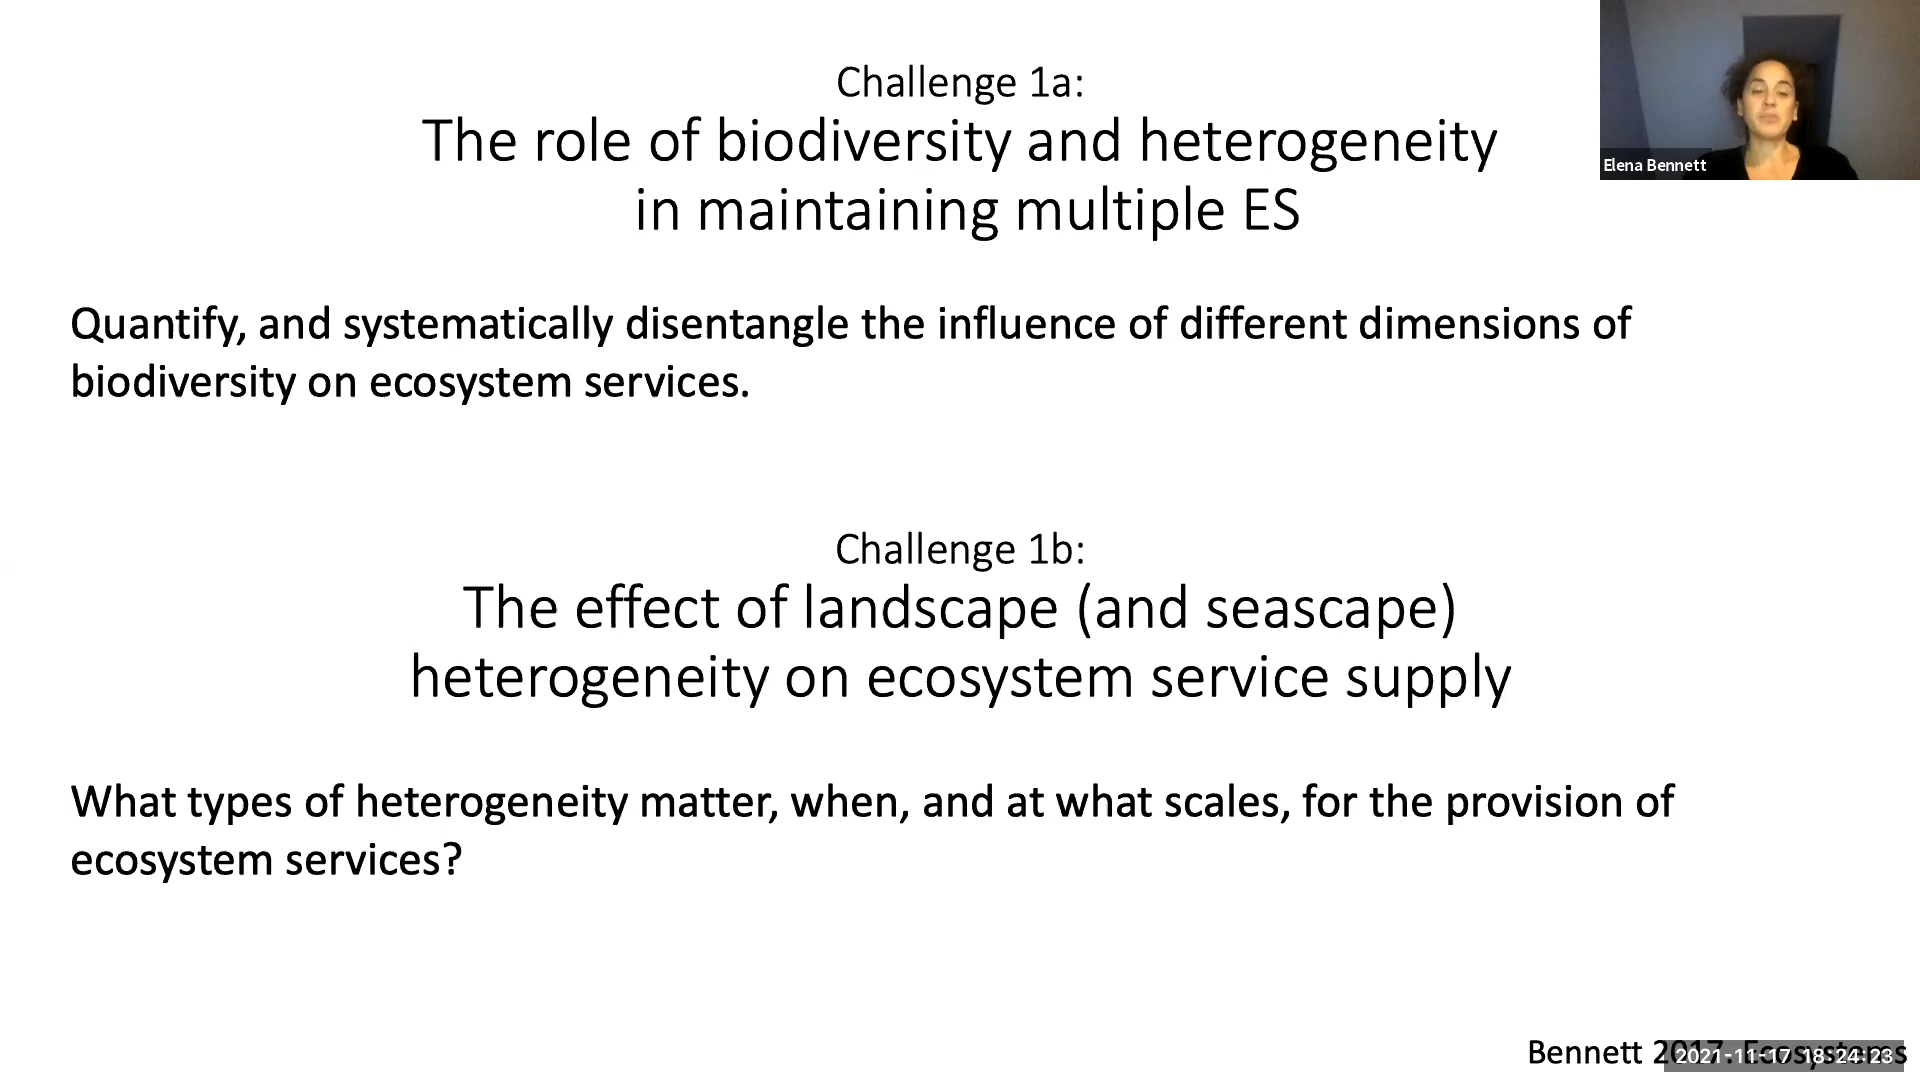 Challenge 1a:
The role of biodiversity and heterogeneity
in maintaining multiple ES
Elena Bennett
Quantify, and systematically disentangle the influence of different dimensions of
biodiversity on ecosystem services.
Challenge 1b:
The effect of landscape (and seascape)
heterogeneity on ecosystem service supply
What types of heterogeneity matter, when, and at what scales, for the provision of
ecosystem services?
Bennett 2017. Ecosystems
2021-11-17 18:24:23